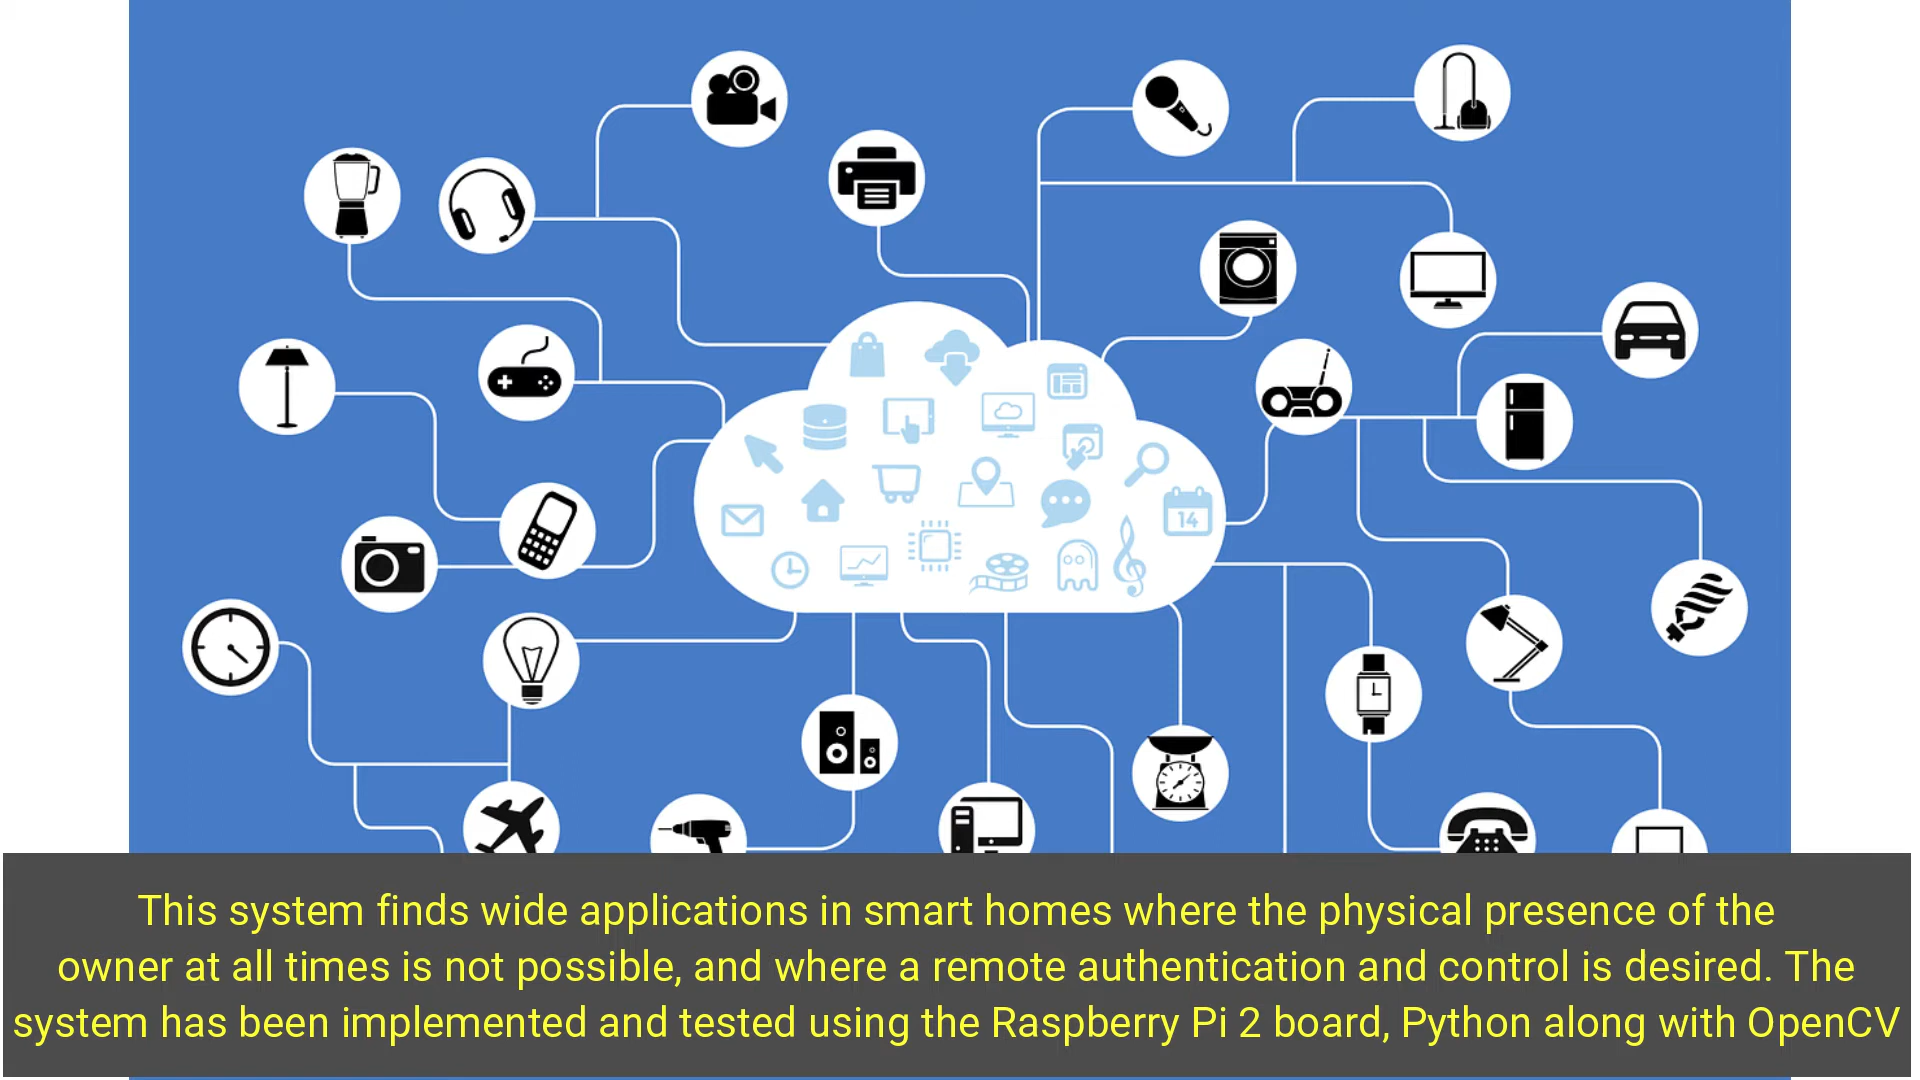 14
This system finds wide applications in smart homes where the physical presence of the
owner at all times is not possible, and where a remote authentication and control is desired. The
system has been implemented and tested using the Raspberry Pi 2 board, Python along with OpenCV